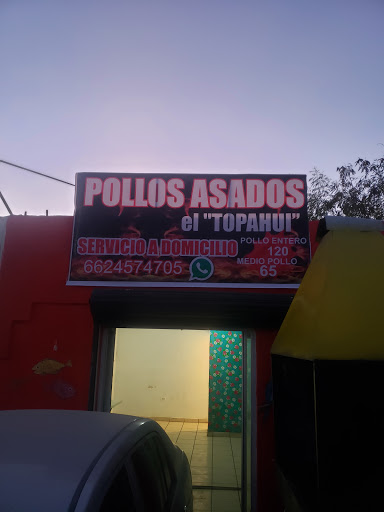 POLLOS ASADOS
el "TOPAHUI"
SERVICIO A DOMICILIO
6624574705
POLLO ENTERO
120
MEDIO POLLO
65